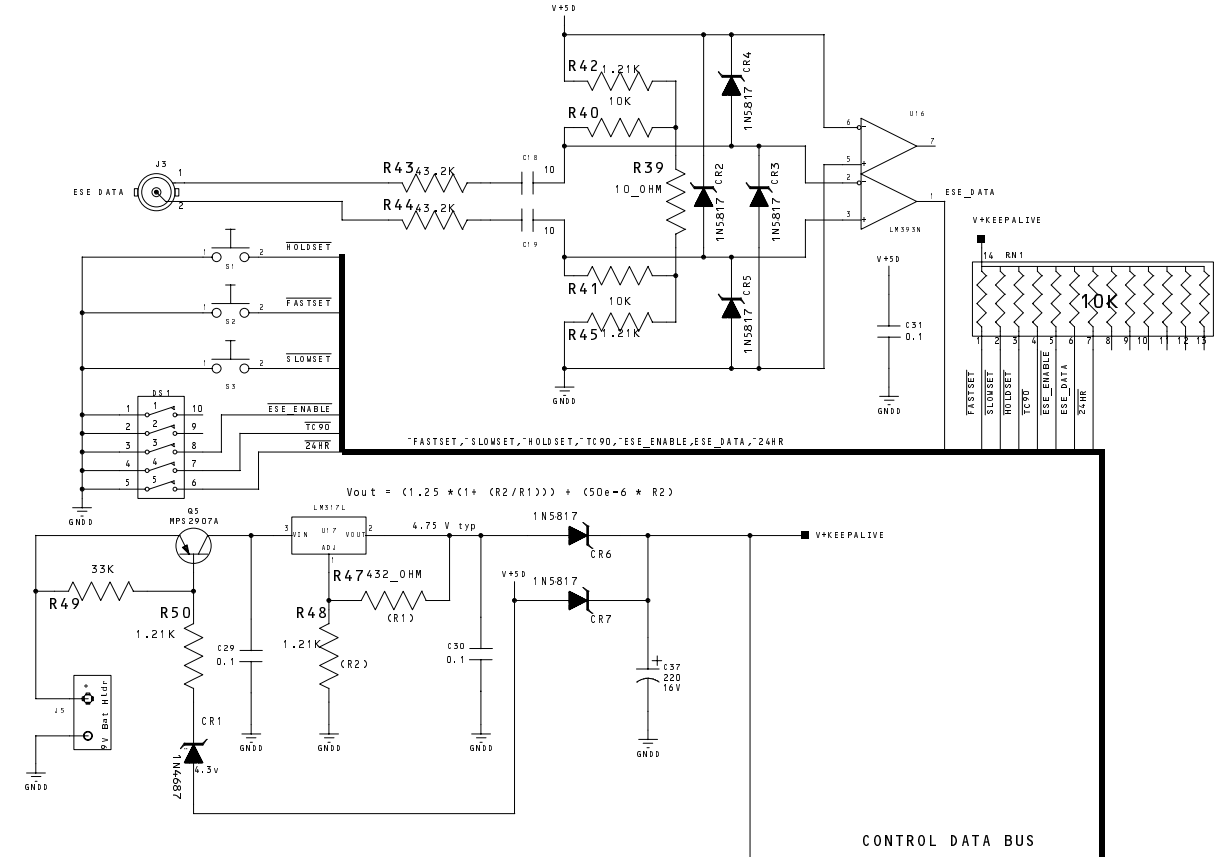 V+5D
R42 1.21K
10K
R40
CR4
1N5817
U16
6
7
5
2
3
1
LM393N
ESE_DATA
J3
ESE DATA
1
2
R43 43.2K
C18
10
R44 43.2K
C19
10
R39
10_OHM
CR2
1N5817
CR3
1N5817
R41
10K
R45 1.21K
CR5
1N5817
GNDD
V+5D
C31
0.1
GNDD
V+KEEPALIVE
14 RN1
10K
1 2 3 4 5 6 7 8 9 10 11 12 13
FASTSET
SLOWSET
HOLDSET
TC90
ESE_ENABLE
ESE_DATA
24HR
1 2 HOLDSET
S1
1 2 FASTSET
S2
1 2 SLOWSET
S3
DS1
1 1 10
2 2 9
3 3 8
4 4 7
5 5 6
ESE ENABLE
TC90
24HR
GNDD
~FASTSET,~SLOWSET,~HOLDSET,~TC90,~ESE_ENABLE,ESE_DATA,~24HR
Vout = (1.25 *(1+ (R2/R1))) + (50e-6 * R2)
Q5
MPS2907A
LM317L
3 VIN U17 VOUT 2
ADJ
1
4.75 V typ
1N5817
CR6
V+KEEPALIVE
33K
R49
R50
1.21K
C29
0.1
GNDD
R47 432_OHM
(R1)
R48
1.21K
(R2)
GNDD
C30
0.1
GNDD
V+5D
1N5817
CR7
+
C37
220
16V
GNDD
J5
+
9V Bat Hldr
GNDD
CR1
1N4687
4.3v
CONTROL DATA BUS